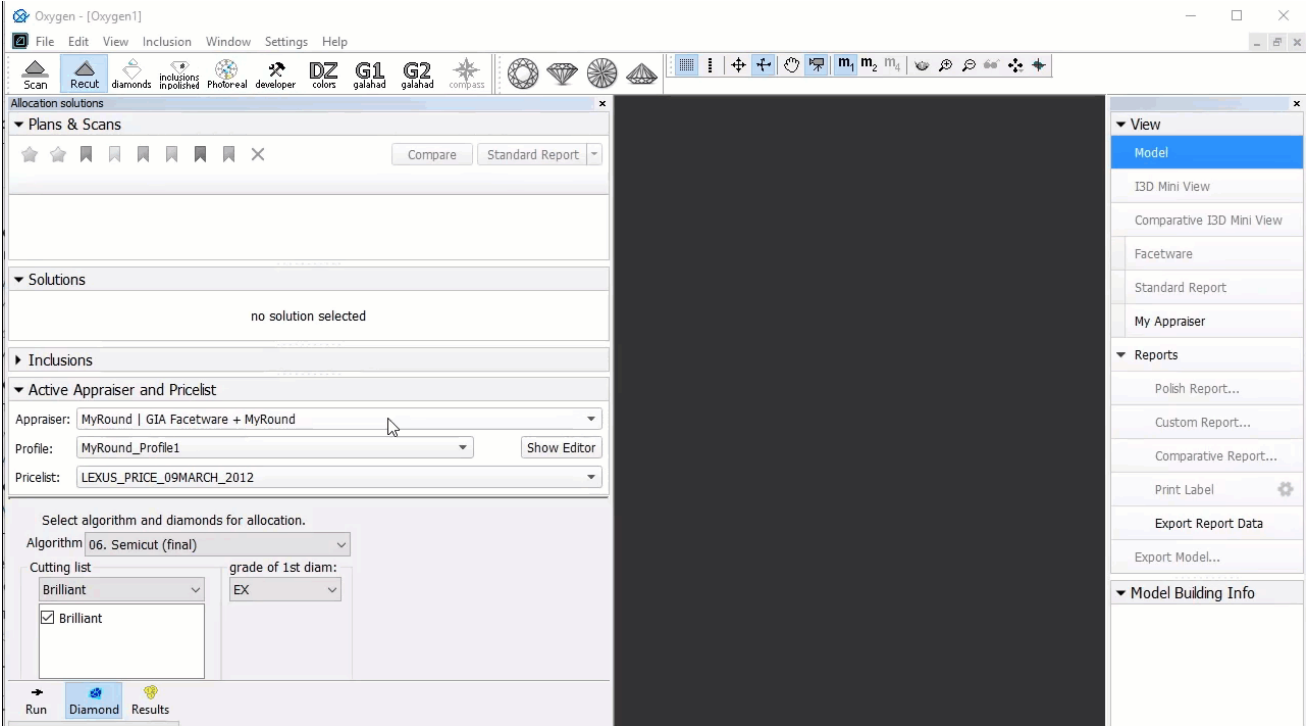 Oxygen - [Oxygen1]
File Edit View Inclusion Window Settings Help
Scan Recut diamonds inclusions inpolished Photoreal developer DZ colors G1 galahad G2 galahad compass m1 m2 m4
Allocation solutions
Plans & Scans
Compare Standard Report
Solutions
no solution selected
Inclusions
Active Appraiser and Pricelist
Appraiser: MyRound | GIA Facetware + MyRound
Profile: MyRound_Profile1 Show Editor
Pricelist: LEXUS_PRICE_09MARCH_2012
Select algorithm and diamonds for allocation.
Algorithm 06. Semicut (final)
Cutting list grade of 1st diam:
Brilliant EX
Brilliant
Run Diamond Results
View
Model
I3D Mini View
Comparative I3D Mini View
Facetware
Standard Report
My Appraiser
Reports
Polish Report...
Custom Report...
Comparative Report...
Print Label
Export Report Data
Export Model...
Model Building Info